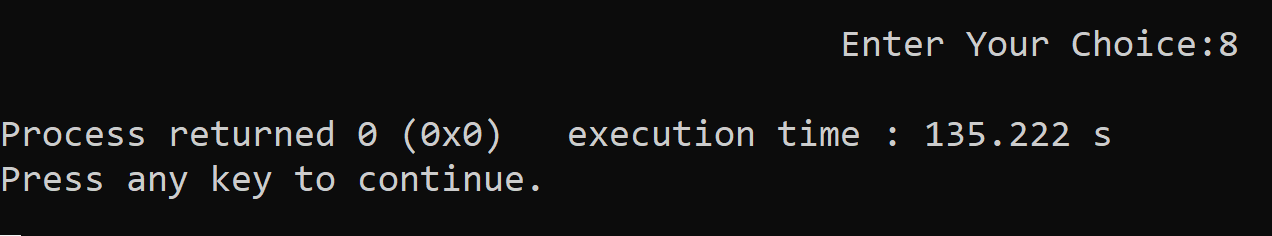 Enter Your Choice:8
Process returned 0 (0x0)   execution time : 135.222 s
Press any key to continue.